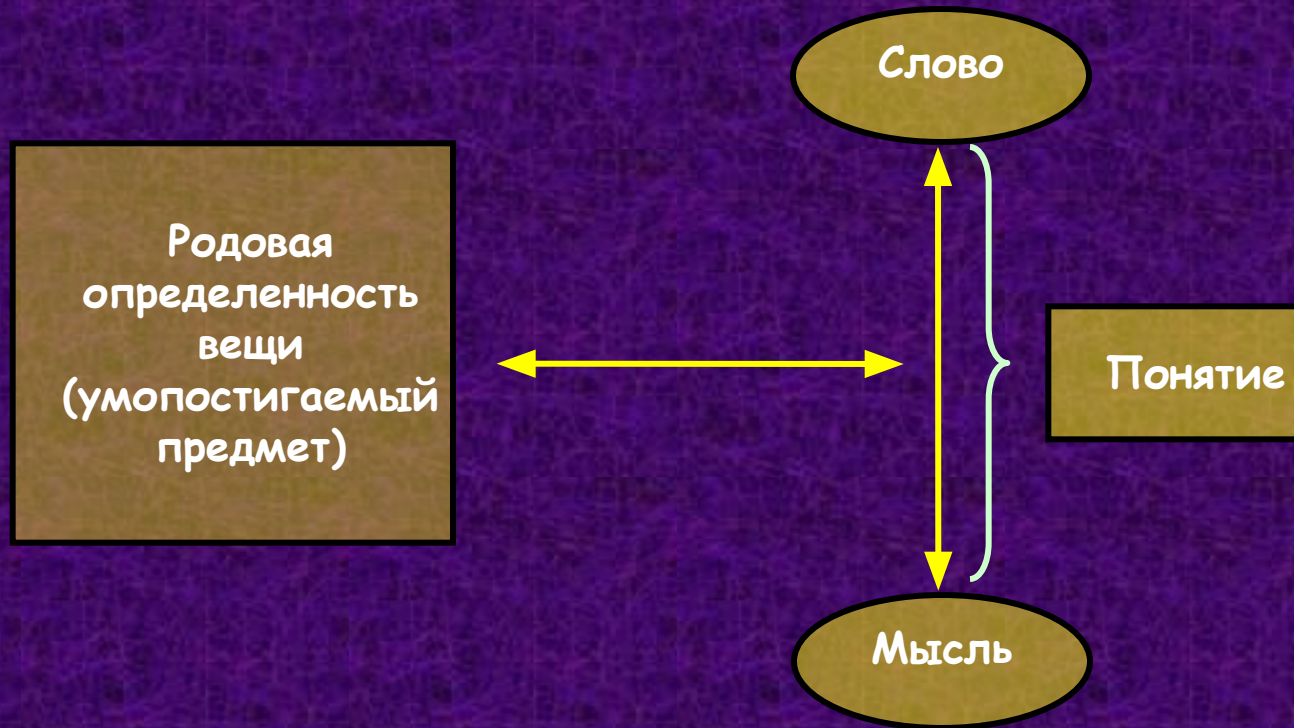 Слово
Родовая
определенность
вещи
(умопостигаемый
предмет)
Понятие
Мысль